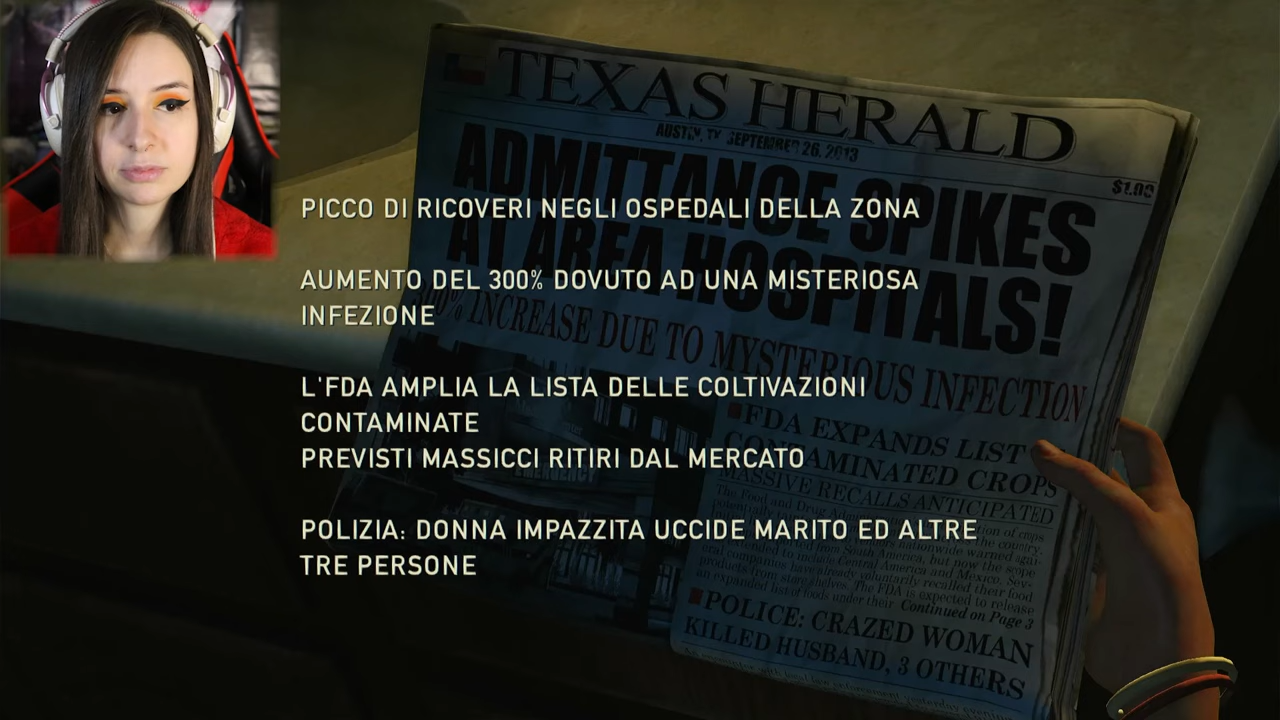 TEXAS HERALD
AUSTIN, TX SEPTEMBER 26, 2013
$1.00
ADMITTANCE SPIKES
AT AREA HOSPITALS!
300% INCREASE DUE TO MYSTERIOUS INFECTION
FDA EXPANDS LIST
CONTAMINATED CROPS
MASSIVE RECALLS ANTICIPATED
Continued on Page 3
POLICE: CRAZED WOMAN
KILLED HUSBAND, 3 OTHERS
PICCO DI RICOVERI NEGLI OSPEDALI DELLA ZONA
AUMENTO DEL 300% DOVUTO AD UNA MISTERIOSA
INFEZIONE
L'FDA AMPLIA LA LISTA DELLE COLTIVAZIONI
CONTAMINATE
PREVISTI MASSICCI RITIRI DAL MERCATO
POLIZIA: DONNA IMPAZZITA UCCIDE MARITO ED ALTRE
TRE PERSONE